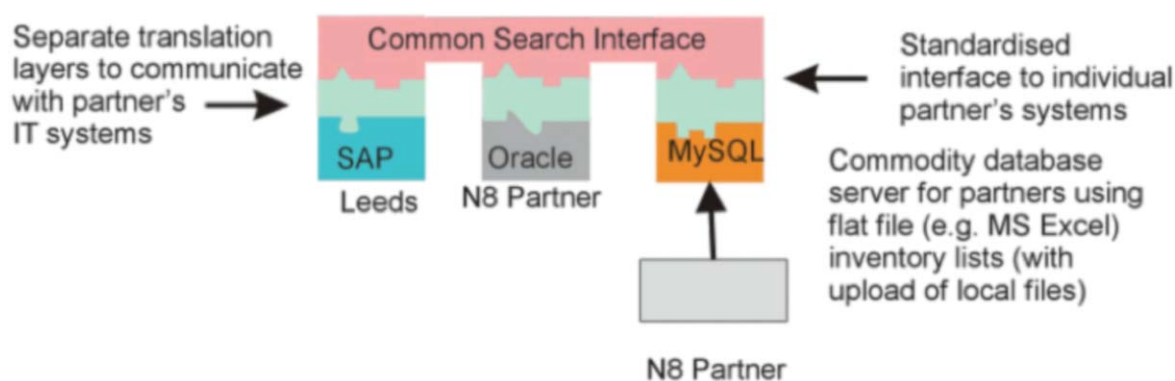 Separate translation
layers to communicate
with partner's
IT systems
Common Search Interface
SAP
Oracle
MySQL
Leeds
N8 Partner
Standardised
interface to individual
partner's systems
Commodity database
server for partners using
flat file (e.g. MS Excel)
inventory lists (with
upload of local files)
N8 Partner